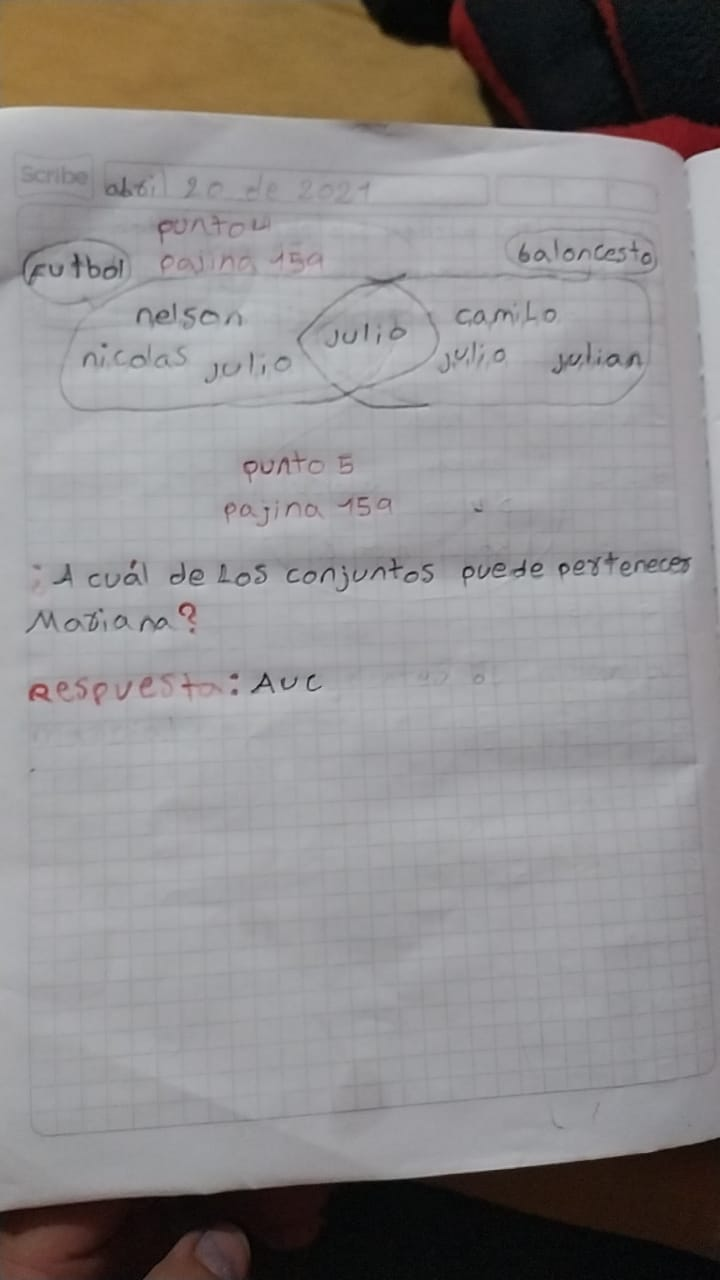 Scribe abril 20 de 2021
punto 4
Futbol pajina 159 baloncesto
nelson julio camilo
nicolas julio julio julian
punto 5
pajina 159
¿A cuál de Los conjuntos puede pertenecer
Mariana?
Respuesta: AUC